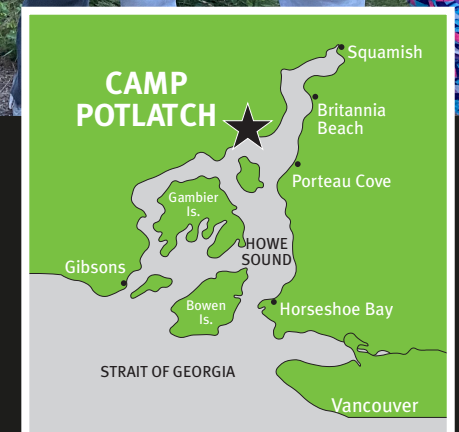 Squamish
CAMP
POTLATCH
Britannia
Beach
Porteau Cove
Gambier
Is.
HOWE
SOUND
Gibsons
Bowen
Is.
Horseshoe Bay
STRAIT OF GEORGIA
Vancouver